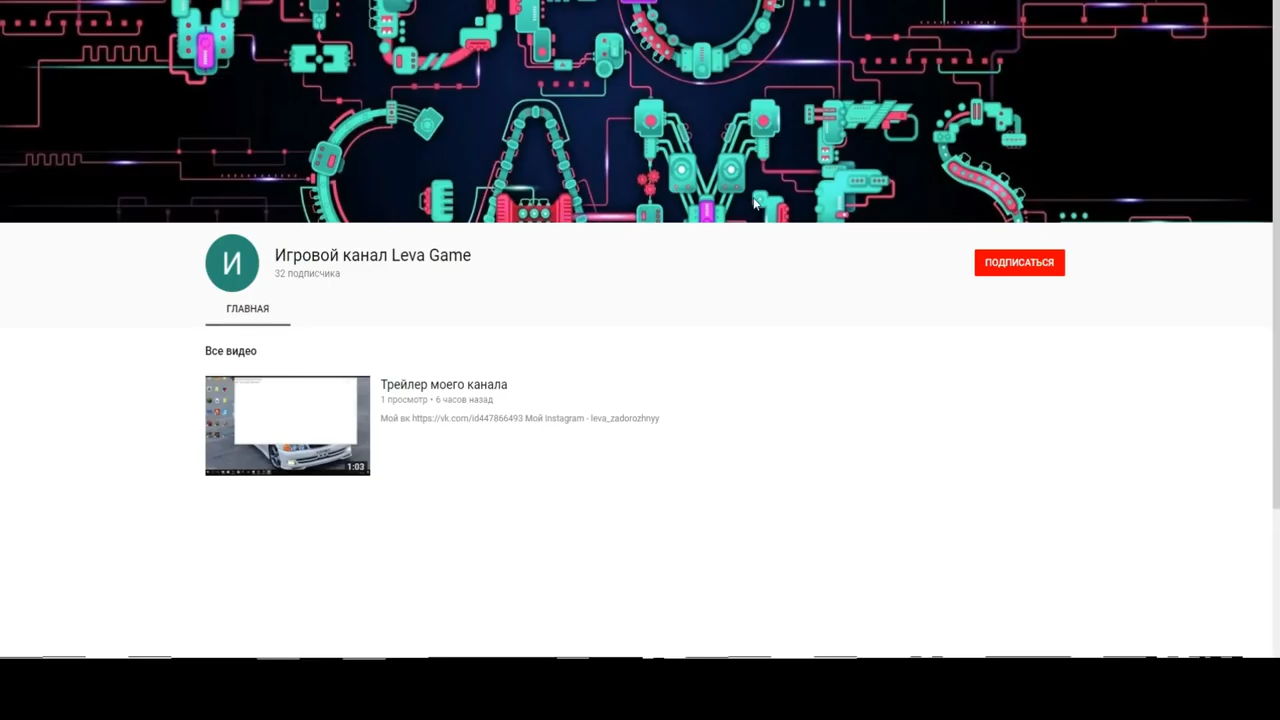 GAMES
И
Игровой канал Leva Game
32 подписчика
ПОДПИСАТЬСЯ
ГЛАВНАЯ
Все видео
Трейлер моего канала
1 просмотр • 6 часов назад
Мой вк https://vk.com/id447866493 Мой Instagram - leva_zadorozhnyy
1:03